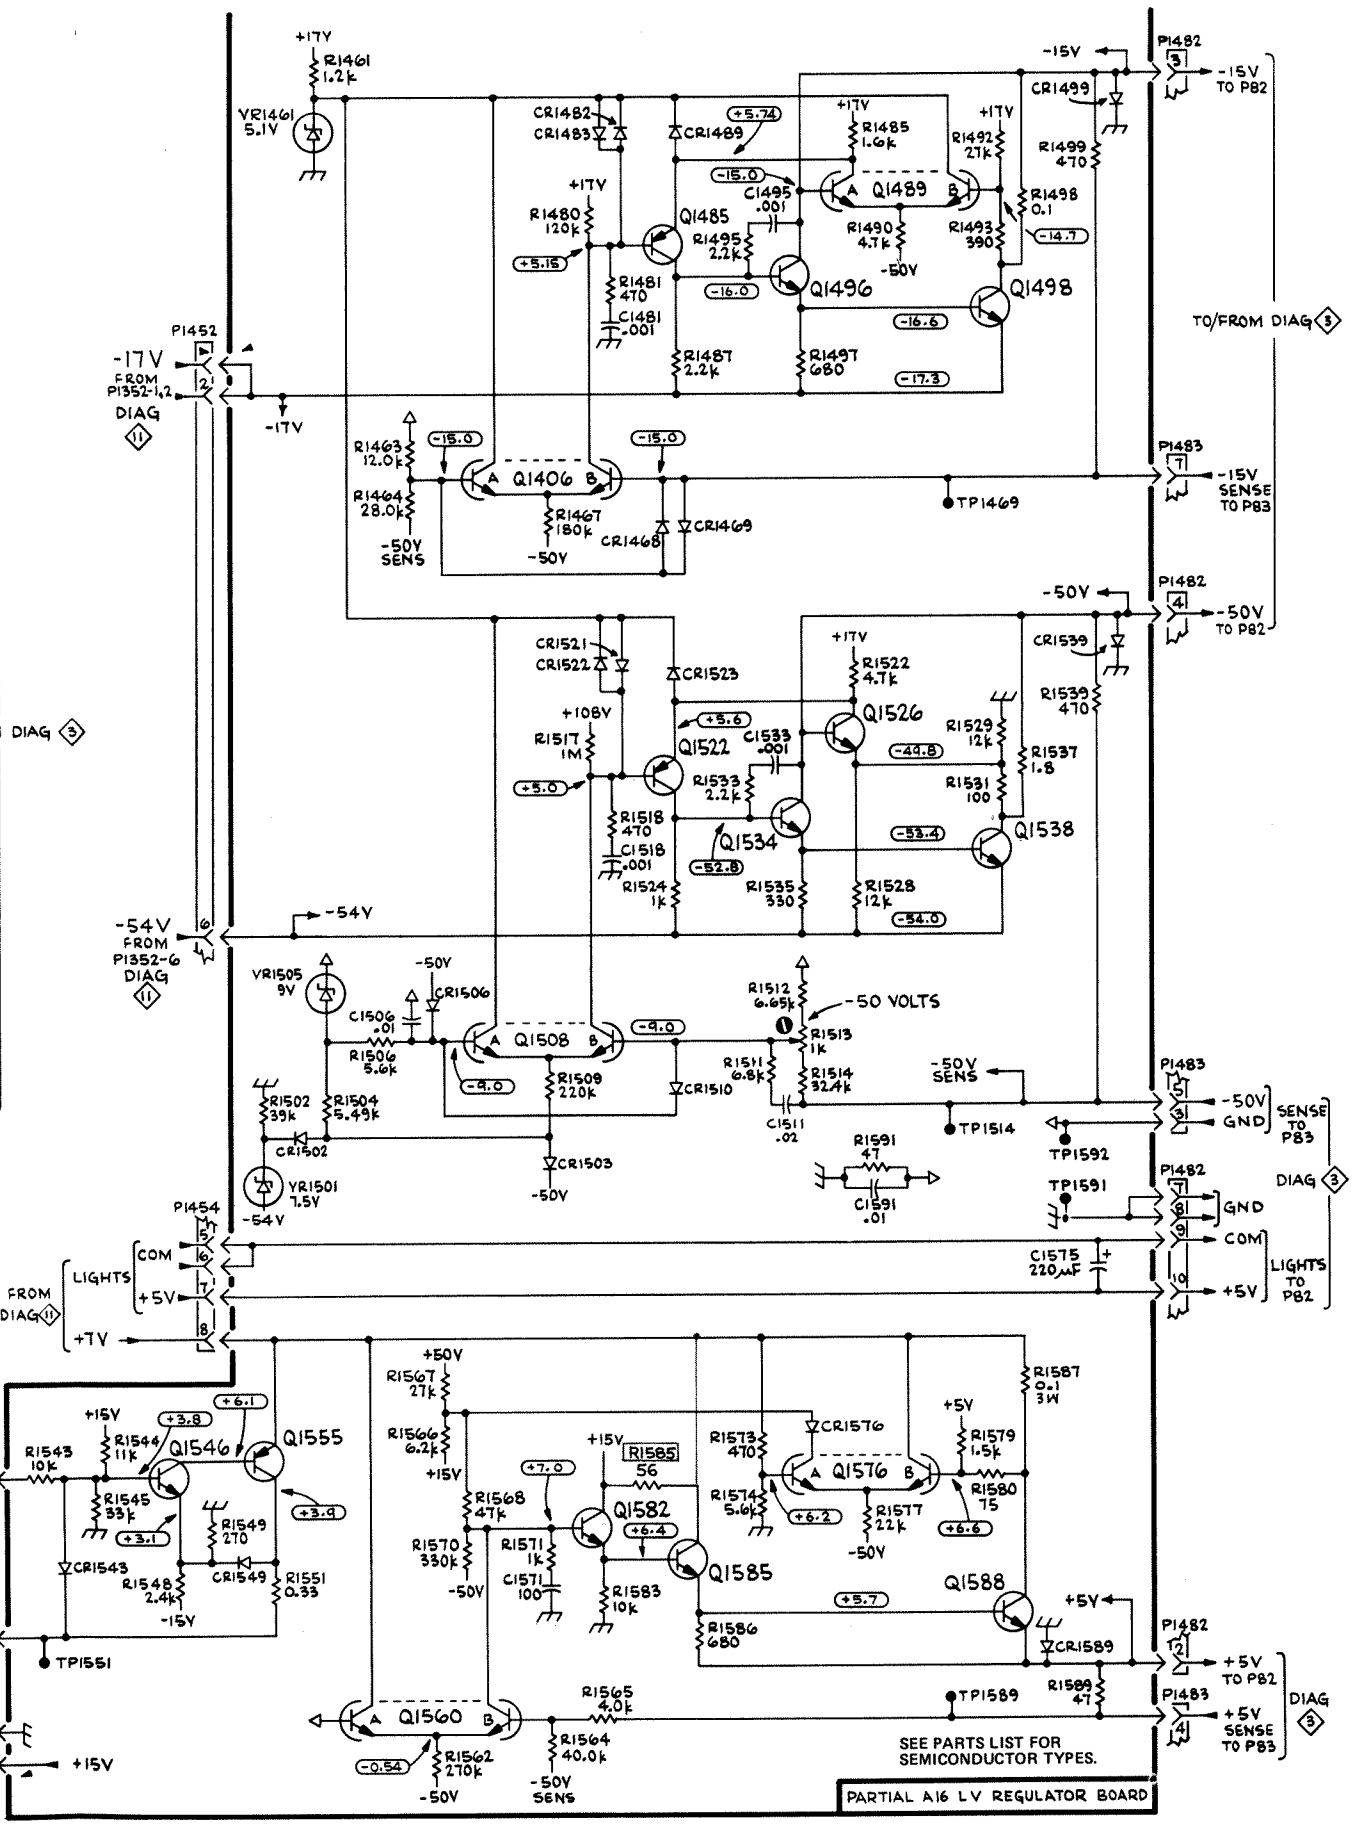 +17V
R1461
1.2k
VR1461
5.1V
CR1482
CR1483
CR1489
+5.74
+17V
R1485
1.6k
R1492
27k
+17V
-15V
P1482
3
-15V
TO P82
CR1499
R1499
470
+17V
R1480
120k
+5.15
Q1485
-15.0
C1495
.001
A
Q1489
B
R1498
0.1
R1495
2.2k
R1490
4.7k
-50V
R1493
390
-14.7
R1481
470
C1481
.001
-16.0
Q1496
Q1498
-16.6
TO/FROM DIAG 3
P1452
1
-17V
FROM
P1352-1,2
DIAG
11
2
-17V
R1487
2.2k
R1497
680
-17.3
R1463
12.0k
-15.0
-15.0
A
Q1406
B
R1464
28.0k
-50V
SENS
R1467
180k
-50V
CR1468
CR1469
TP1469
P1483
7
-15V
SENSE
TO P83
-50V
P1482
4
-50V
TO P82
CR1521
CR1522
CR1523
+17V
R1522
4.7k
CR1539
R1539
470
DIAG 3
+108V
R1517
1M
+5.0
+5.6
Q1522
C1533
.001
Q1526
-49.8
R1529
12k
R1537
1.8
R1533
2.2k
R1531
100
R1518
470
C1518
.001
Q1534
-52.8
-53.4
Q1538
R1524
1k
R1535
330
R1528
12k
-54.0
6
-54V
FROM
P1352-6
DIAG
11
-54V
VR1505
9V
-50V
C1506
.01
CR1506
R1506
5.6k
-9.0
A
Q1508
B
-9.0
R1512
6.65k
-50 VOLTS
1
R1513
1k
R1511
6.8k
R1514
32.4k
C1511
.02
R1509
220k
CR1510
R1502
39k
R1504
5.49k
CR1502
CR1503
-50V
VR1501
7.5V
-54V
-50V
SENS
TP1514
P1483
5
-50V
3
GND
SENSE
TO
P83
TP1592
R1591
47
C1591
.01
TP1591
P1482
7
8
GND
DIAG 3
P1454
5
COM
6
LIGHTS
7
+5V
FROM
DIAG 11
+7V
8
C1575
220µF
+
9
COM
LIGHTS
TO
P82
10
+5V
+50V
R1567
27k
R1566
6.2k
+15V
R1587
0.1
3W
+6.1
+15V
R1544
11k
+3.8
Q1546
Q1555
R1543
10k
R1545
33k
+3.1
R1549
270
+3.9
CR1543
R1548
2.4k
-15V
CR1549
R1551
0.33
TP1551
+15V
R1585
56
+7.0
R1568
47k
Q1582
+6.4
R1570
330k
-50V
R1571
1k
C1571
100
R1583
10k
Q1585
R1586
680
CR1576
R1573
470
A
Q1576
B
+5V
R1579
1.5k
R1580
75
R1574
5.6k
+6.2
R1577
22k
-50V
+6.6
Q1588
+5.7
+5V
CR1589
P1482
2
+5V
TO P82
R1589
47
TP1589
P1483
4
+5V
SENSE
TO P83
DIAG
3
A
Q1560
B
-0.54
R1562
270k
-50V
R1565
4.0k
R1564
40.0k
-50V
SENS
+15V
SEE PARTS LIST FOR
SEMICONDUCTOR TYPES.
PARTIAL A16 LV REGULATOR BOARD